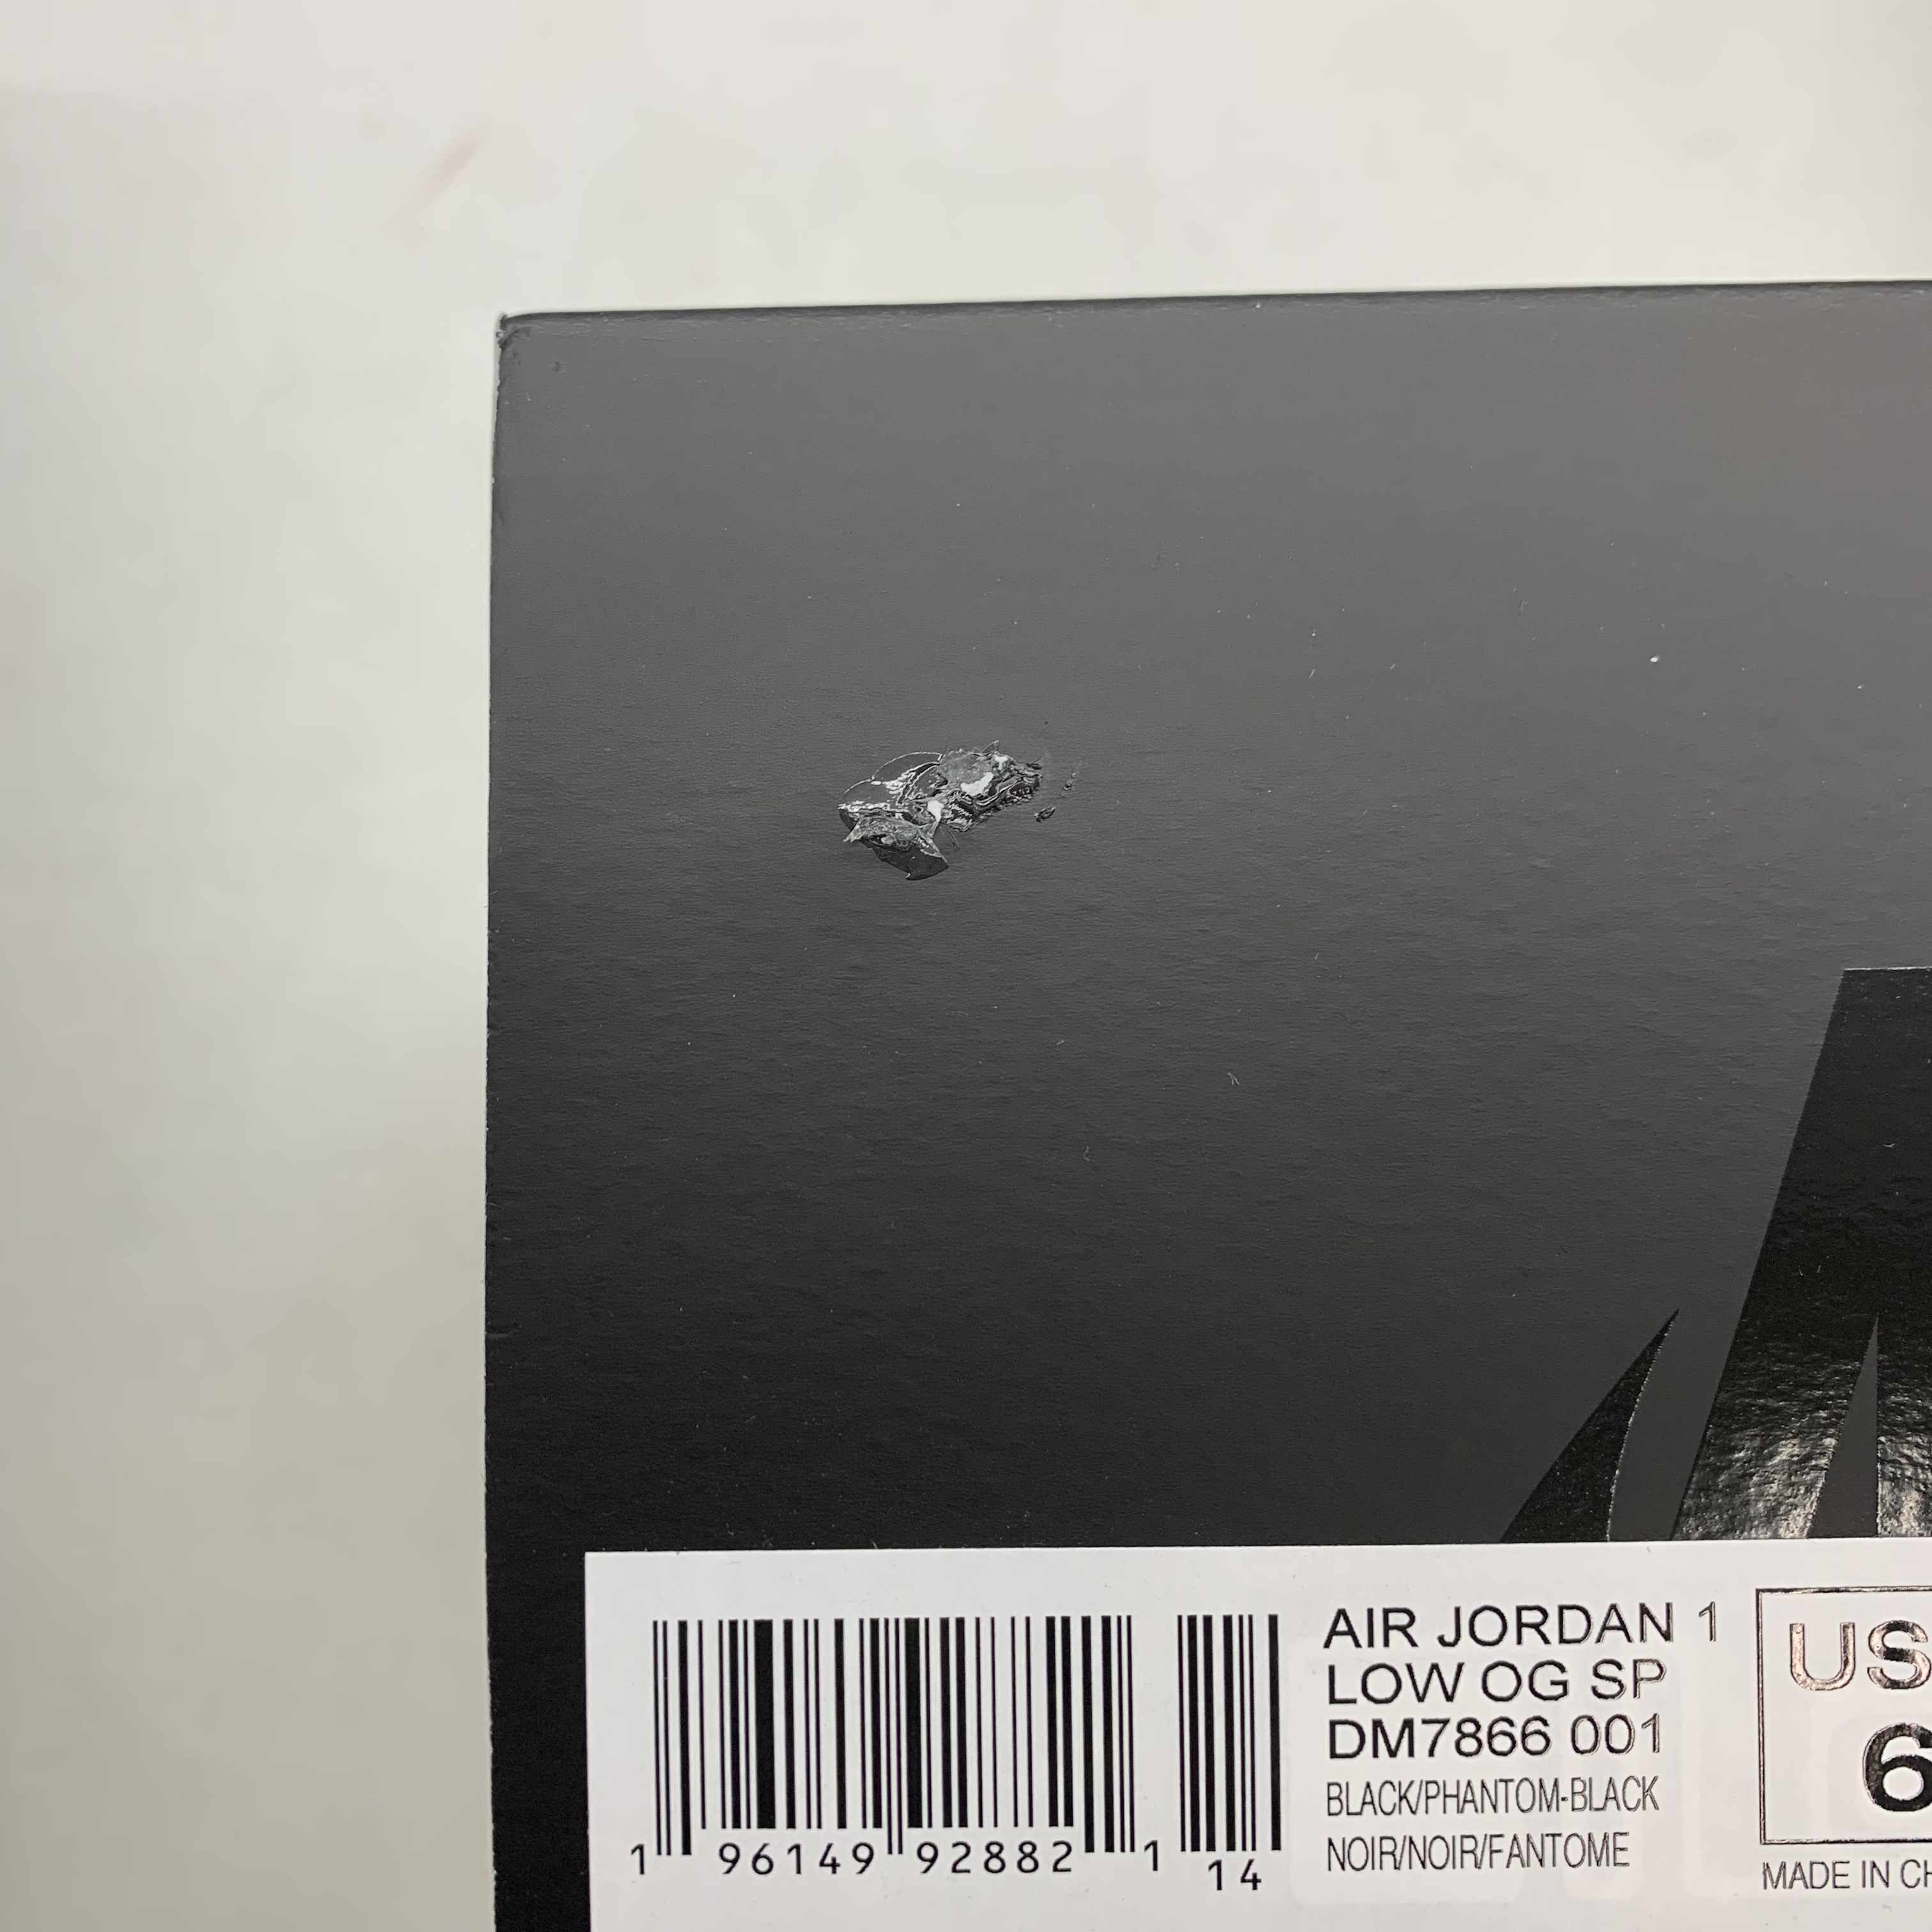 AIR JORDAN 1
LOW OG SP
DM7866 001
BLACK/PHANTOM-BLACK
NOIR/NOIR/FANTOME
US
6
MADE IN CH
1 96149 92882 1 14